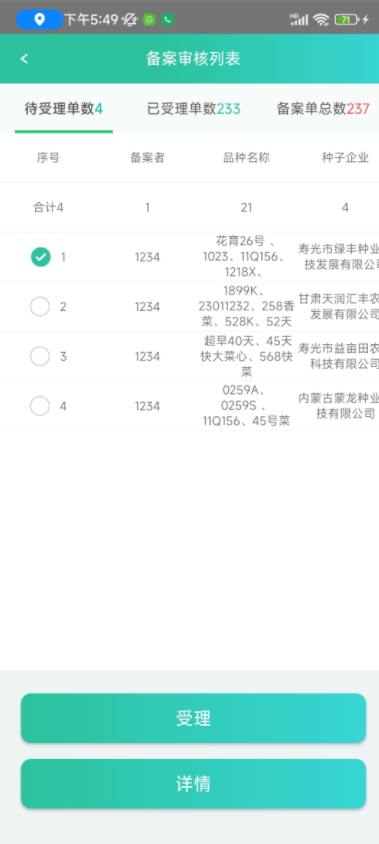 下午5:49
HD
71
备案审核列表
待受理单数4 已受理单数233 备案单总数237
序号 备案者 品种名称 种子企业
合计4 1 21 4
1 1234 花育26号 、
1023、11Q156、
1218X、
寿光市绿丰种业
技发展有限公司
2 1234 1899K、
23011232、258香
菜、528K、52天
甘肃天润汇丰农
发展有限公司
3 1234 超早40天、45天
快大菜心、568快
菜
寿光市益亩田农
科技有限公司
4 1234 0259A、
0259S 、
11Q156、45号菜
内蒙古蒙龙种业
技有限公司
受理
详情